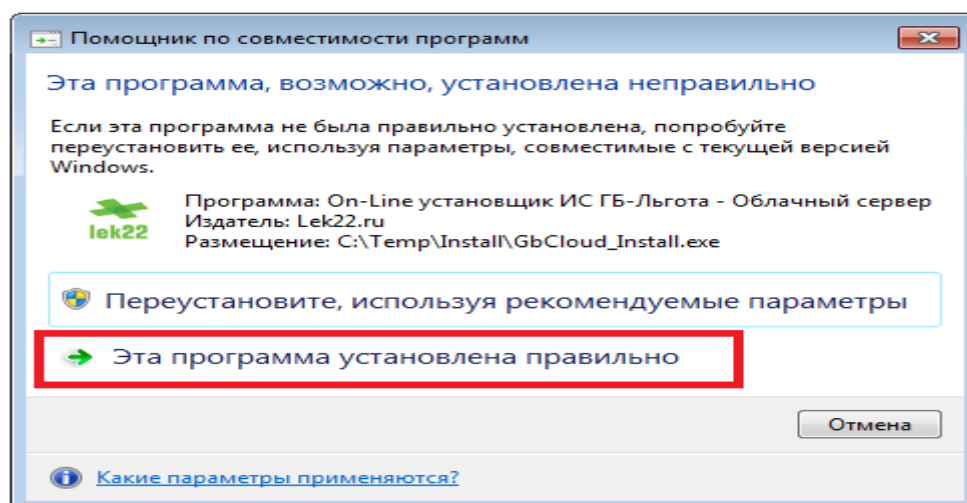 Помощник по совместимости программ
Эта программа, возможно, установлена неправильно
Если эта программа не была правильно установлена, попробуйте
переустановить ее, используя параметры, совместимые с текущей версией
Windows.
Программа: On-Line установщик ИС ГБ-Льгота - Облачный сервер
Издатель: Lek22.ru
lek22
Размещение: C:\Temp\Install\GbCloud_Install.exe
Переустановите, используя рекомендуемые параметры
Эта программа установлена правильно
Отмена
Какие параметры применяются?